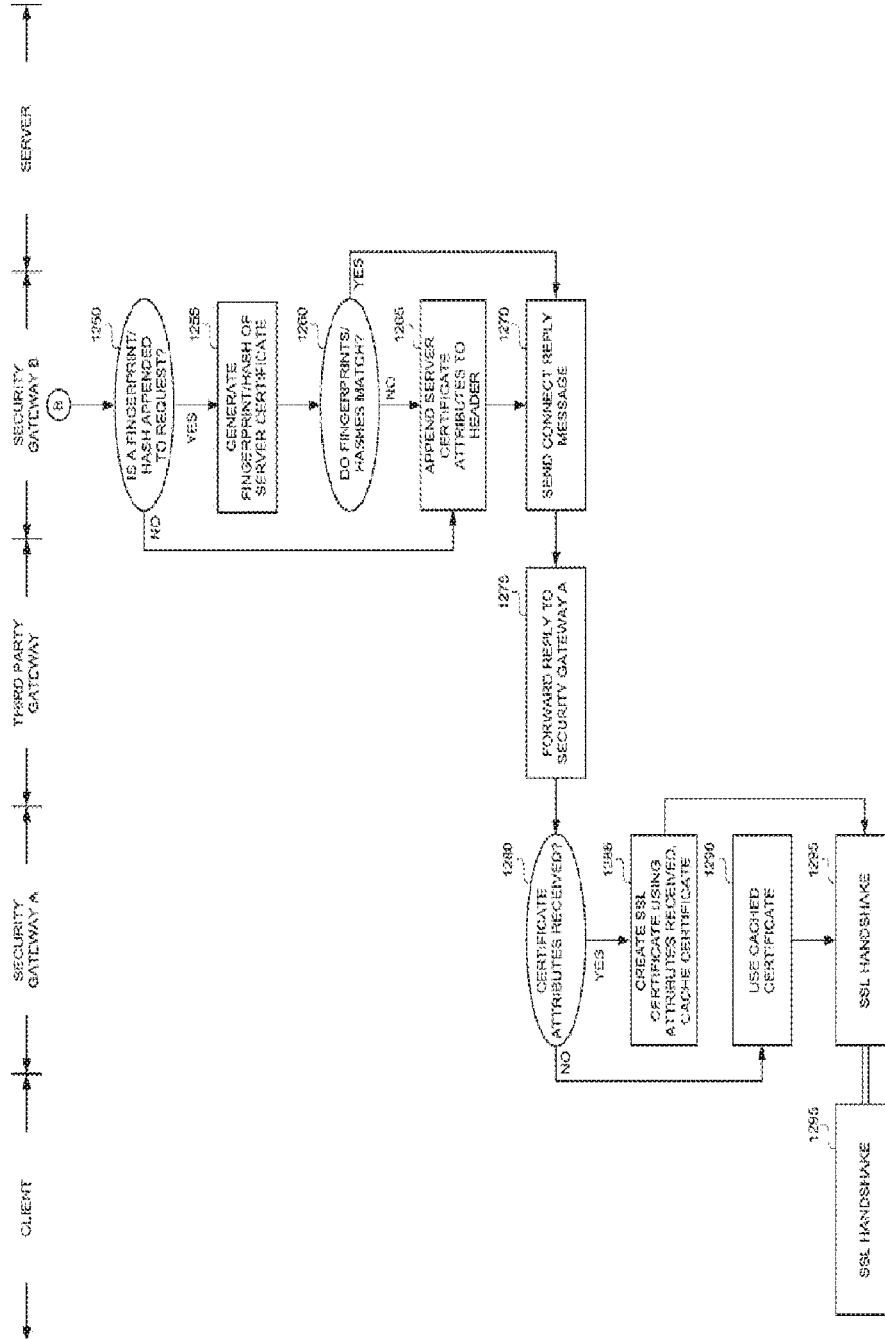 CLIENT
SECURITY
GATEWAY A
THIRD PARTY
GATEWAY
SECURITY
GATEWAY B
SERVER
B
1250
IS A FINGERPRINT/
HASH APPENDED
TO REQUEST?
NO
YES
1255
GENERATE
FINGERPRINT/HASH OF
SERVER CERTIFICATE
1260
DO FINGERPRINTS/
HASHES MATCH?
YES
NO
1265
APPEND SERVER
CERTIFICATE
ATTRIBUTES TO
HEADER
1270
SEND CONNECT REPLY
MESSAGE
1275
FORWARD REPLY TO
SECURITY GATEWAY A
1280
CERTIFICATE
ATTRIBUTES RECEIVED?
NO
YES
1285
CREATE SSL
CERTIFICATE USING
ATTRIBUTES RECEIVED,
CACHE CERTIFICATE
1290
USE CACHED
CERTIFICATE
1295
SSL HANDSHAKE
1295
SSL HANDSHAKE